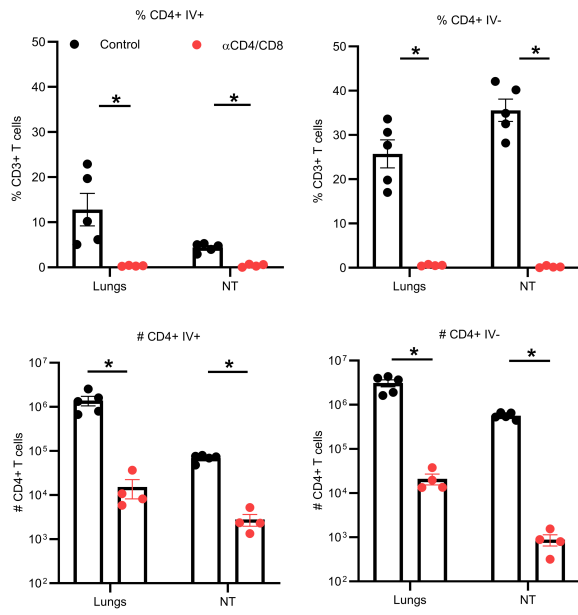 % CD4+ IV+
Control
αCD4/CD8
% CD3+ T cells
50
40
30
20
10
0
*
*
Lungs
NT
% CD4+ IV-
% CD3+ T cells
50
40
30
20
10
0
*
*
Lungs
NT
# CD4+ IV+
# CD4+ T cells
10⁷
10⁶
10⁵
10⁴
10³
10²
*
*
Lungs
NT
# CD4+ IV-
# CD4+ T cells
10⁷
10⁶
10⁵
10⁴
10³
10²
*
*
Lungs
NT